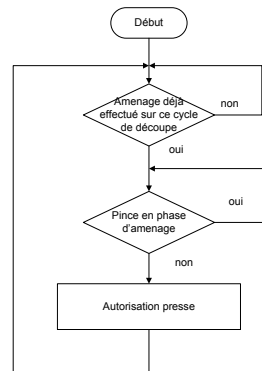 Début
Amenage déjà
effectué sur ce cycle
de découpe
non
oui
Pince en phase
d'amenage
oui
non
Autorisation presse